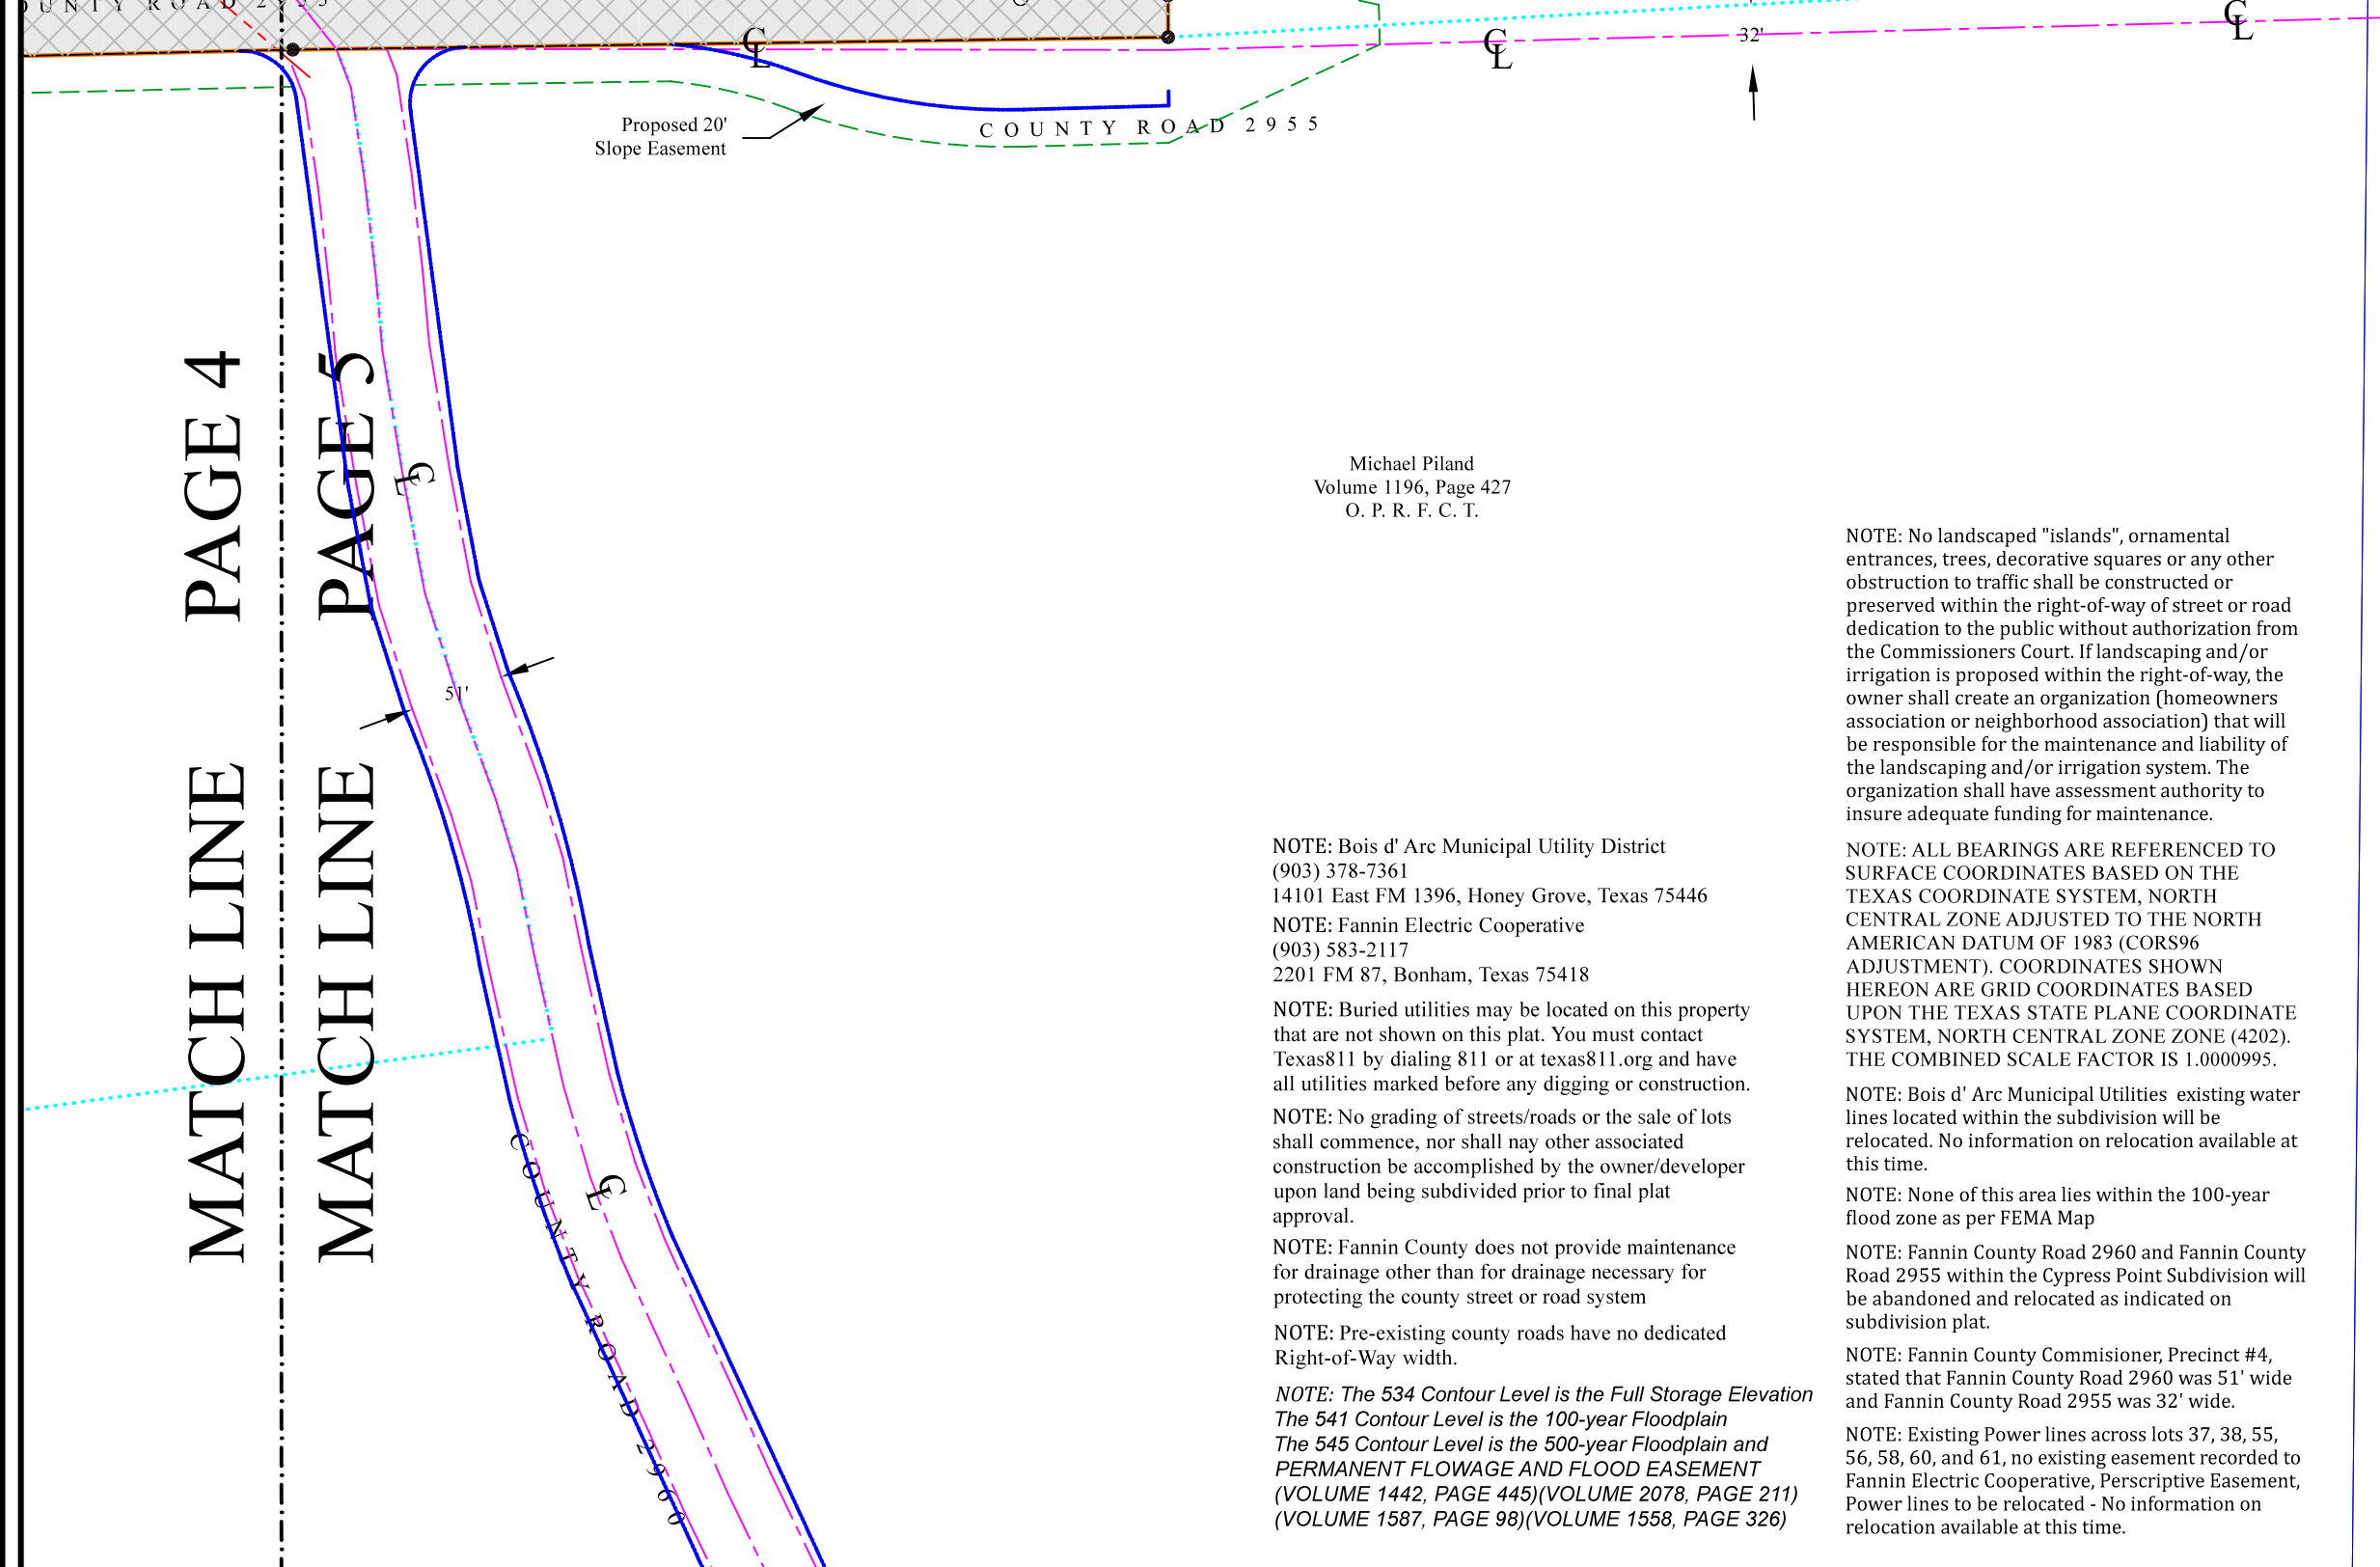 COUNTY ROAD 2955
32'
Proposed 20'
Slope Easement
COUNTY ROAD 2955
PAGE 4
PAGE 5
MATCH LINE
MATCH LINE
51'
COUNTY ROAD 2960
Michael Piland
Volume 1196, Page 427
O. P. R. F. C. T.
NOTE: Bois d' Arc Municipal Utility District
(903) 378-7361
14101 East FM 1396, Honey Grove, Texas 75446
NOTE: Fannin Electric Cooperative
(903) 583-2117
2201 FM 87, Bonham, Texas 75418
NOTE: Buried utilities may be located on this property
that are not shown on this plat. You must contact
Texas811 by dialing 811 or at texas811.org and have
all utilities marked before any digging or construction.
NOTE: No grading of streets/roads or the sale of lots
shall commence, nor shall nay other associated
construction be accomplished by the owner/developer
upon land being subdivided prior to final plat
approval.
NOTE: Fannin County does not provide maintenance
for drainage other than for drainage necessary for
protecting the county street or road system
NOTE: Pre-existing county roads have no dedicated
Right-of-Way width.
NOTE: The 534 Contour Level is the Full Storage Elevation
The 541 Contour Level is the 100-year Floodplain
The 545 Contour Level is the 500-year Floodplain and
PERMANENT FLOWAGE AND FLOOD EASEMENT
(VOLUME 1442, PAGE 445)(VOLUME 2078, PAGE 211)
(VOLUME 1587, PAGE 98)(VOLUME 1558, PAGE 326)
NOTE: No landscaped "islands", ornamental
entrances, trees, decorative squares or any other
obstruction to traffic shall be constructed or
preserved within the right-of-way of street or road
dedication to the public without authorization from
the Commissioners Court. If landscaping and/or
irrigation is proposed within the right-of-way, the
owner shall create an organization (homeowners
association or neighborhood association) that will
be responsible for the maintenance and liability of
the landscaping and/or irrigation system. The
organization shall have assessment authority to
insure adequate funding for maintenance.
NOTE: ALL BEARINGS ARE REFERENCED TO
SURFACE COORDINATES BASED ON THE
TEXAS COORDINATE SYSTEM, NORTH
CENTRAL ZONE ADJUSTED TO THE NORTH
AMERICAN DATUM OF 1983 (CORS96
ADJUSTMENT). COORDINATES SHOWN
HEREON ARE GRID COORDINATES BASED
UPON THE TEXAS STATE PLANE COORDINATE
SYSTEM, NORTH CENTRAL ZONE ZONE (4202).
THE COMBINED SCALE FACTOR IS 1.0000995.
NOTE: Bois d' Arc Municipal Utilities existing water
lines located within the subdivision will be
relocated. No information on relocation available at
this time.
NOTE: None of this area lies within the 100-year
flood zone as per FEMA Map
NOTE: Fannin County Road 2960 and Fannin County
Road 2955 within the Cypress Point Subdivision will
be abandoned and relocated as indicated on
subdivision plat.
NOTE: Fannin County Commisioner, Precinct #4,
stated that Fannin County Road 2960 was 51' wide
and Fannin County Road 2955 was 32' wide.
NOTE: Existing Power lines across lots 37, 38, 55,
56, 58, 60, and 61, no existing easement recorded to
Fannin Electric Cooperative, Perscriptive Easement,
Power lines to be relocated - No information on
relocation available at this time.